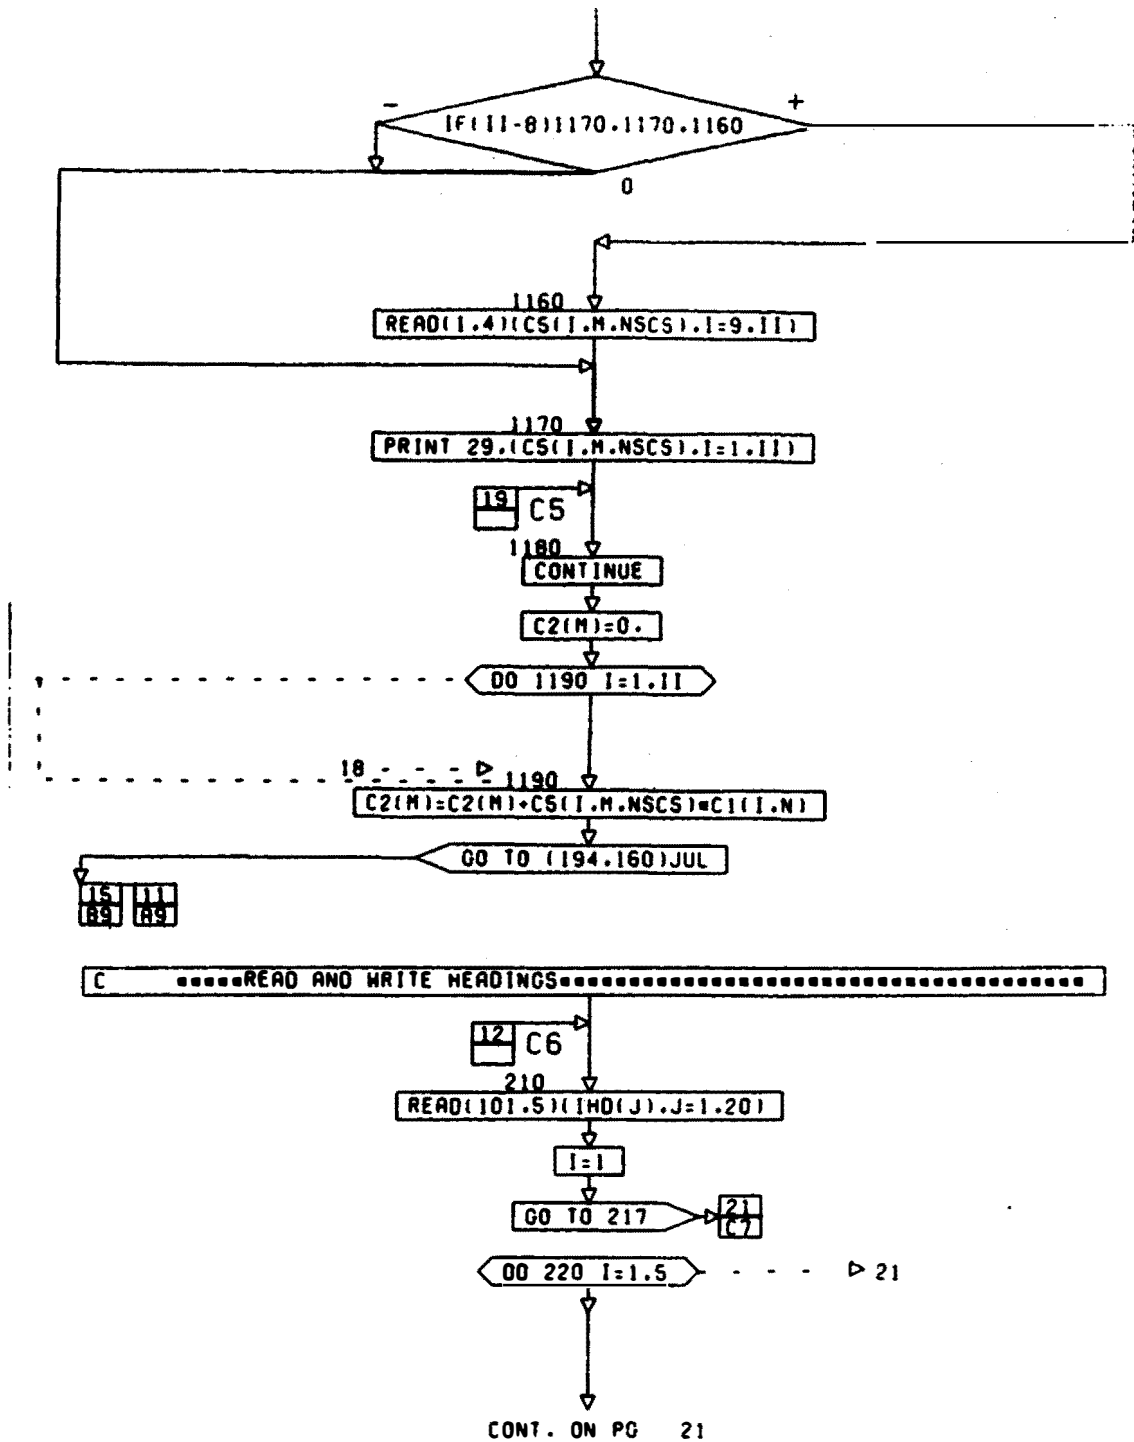 - +
IF(II-8)1170.1170.1160
0
1160
READ(1.4)(C5(I.M.NSCS).I=9.II)
1170
PRINT 29.(C5(I.M.NSCS).I=1.II)
19 C5
1180
CONTINUE
C2(M)=0.
DO 1190 I=1.II
18
1190
C2(M)=C2(M)+C5(I.M.NSCS)*C1(I.N)
GO TO (194.160)JUL
15 11
B9 A9
C *****READ AND WRITE HEADINGS**************************************
12 C6
210
READ(101.5)(IHD(J).J=1.20)
I=1
GO TO 217
21
C7
DO 220 I=1.5 21
CONT. ON PG 21